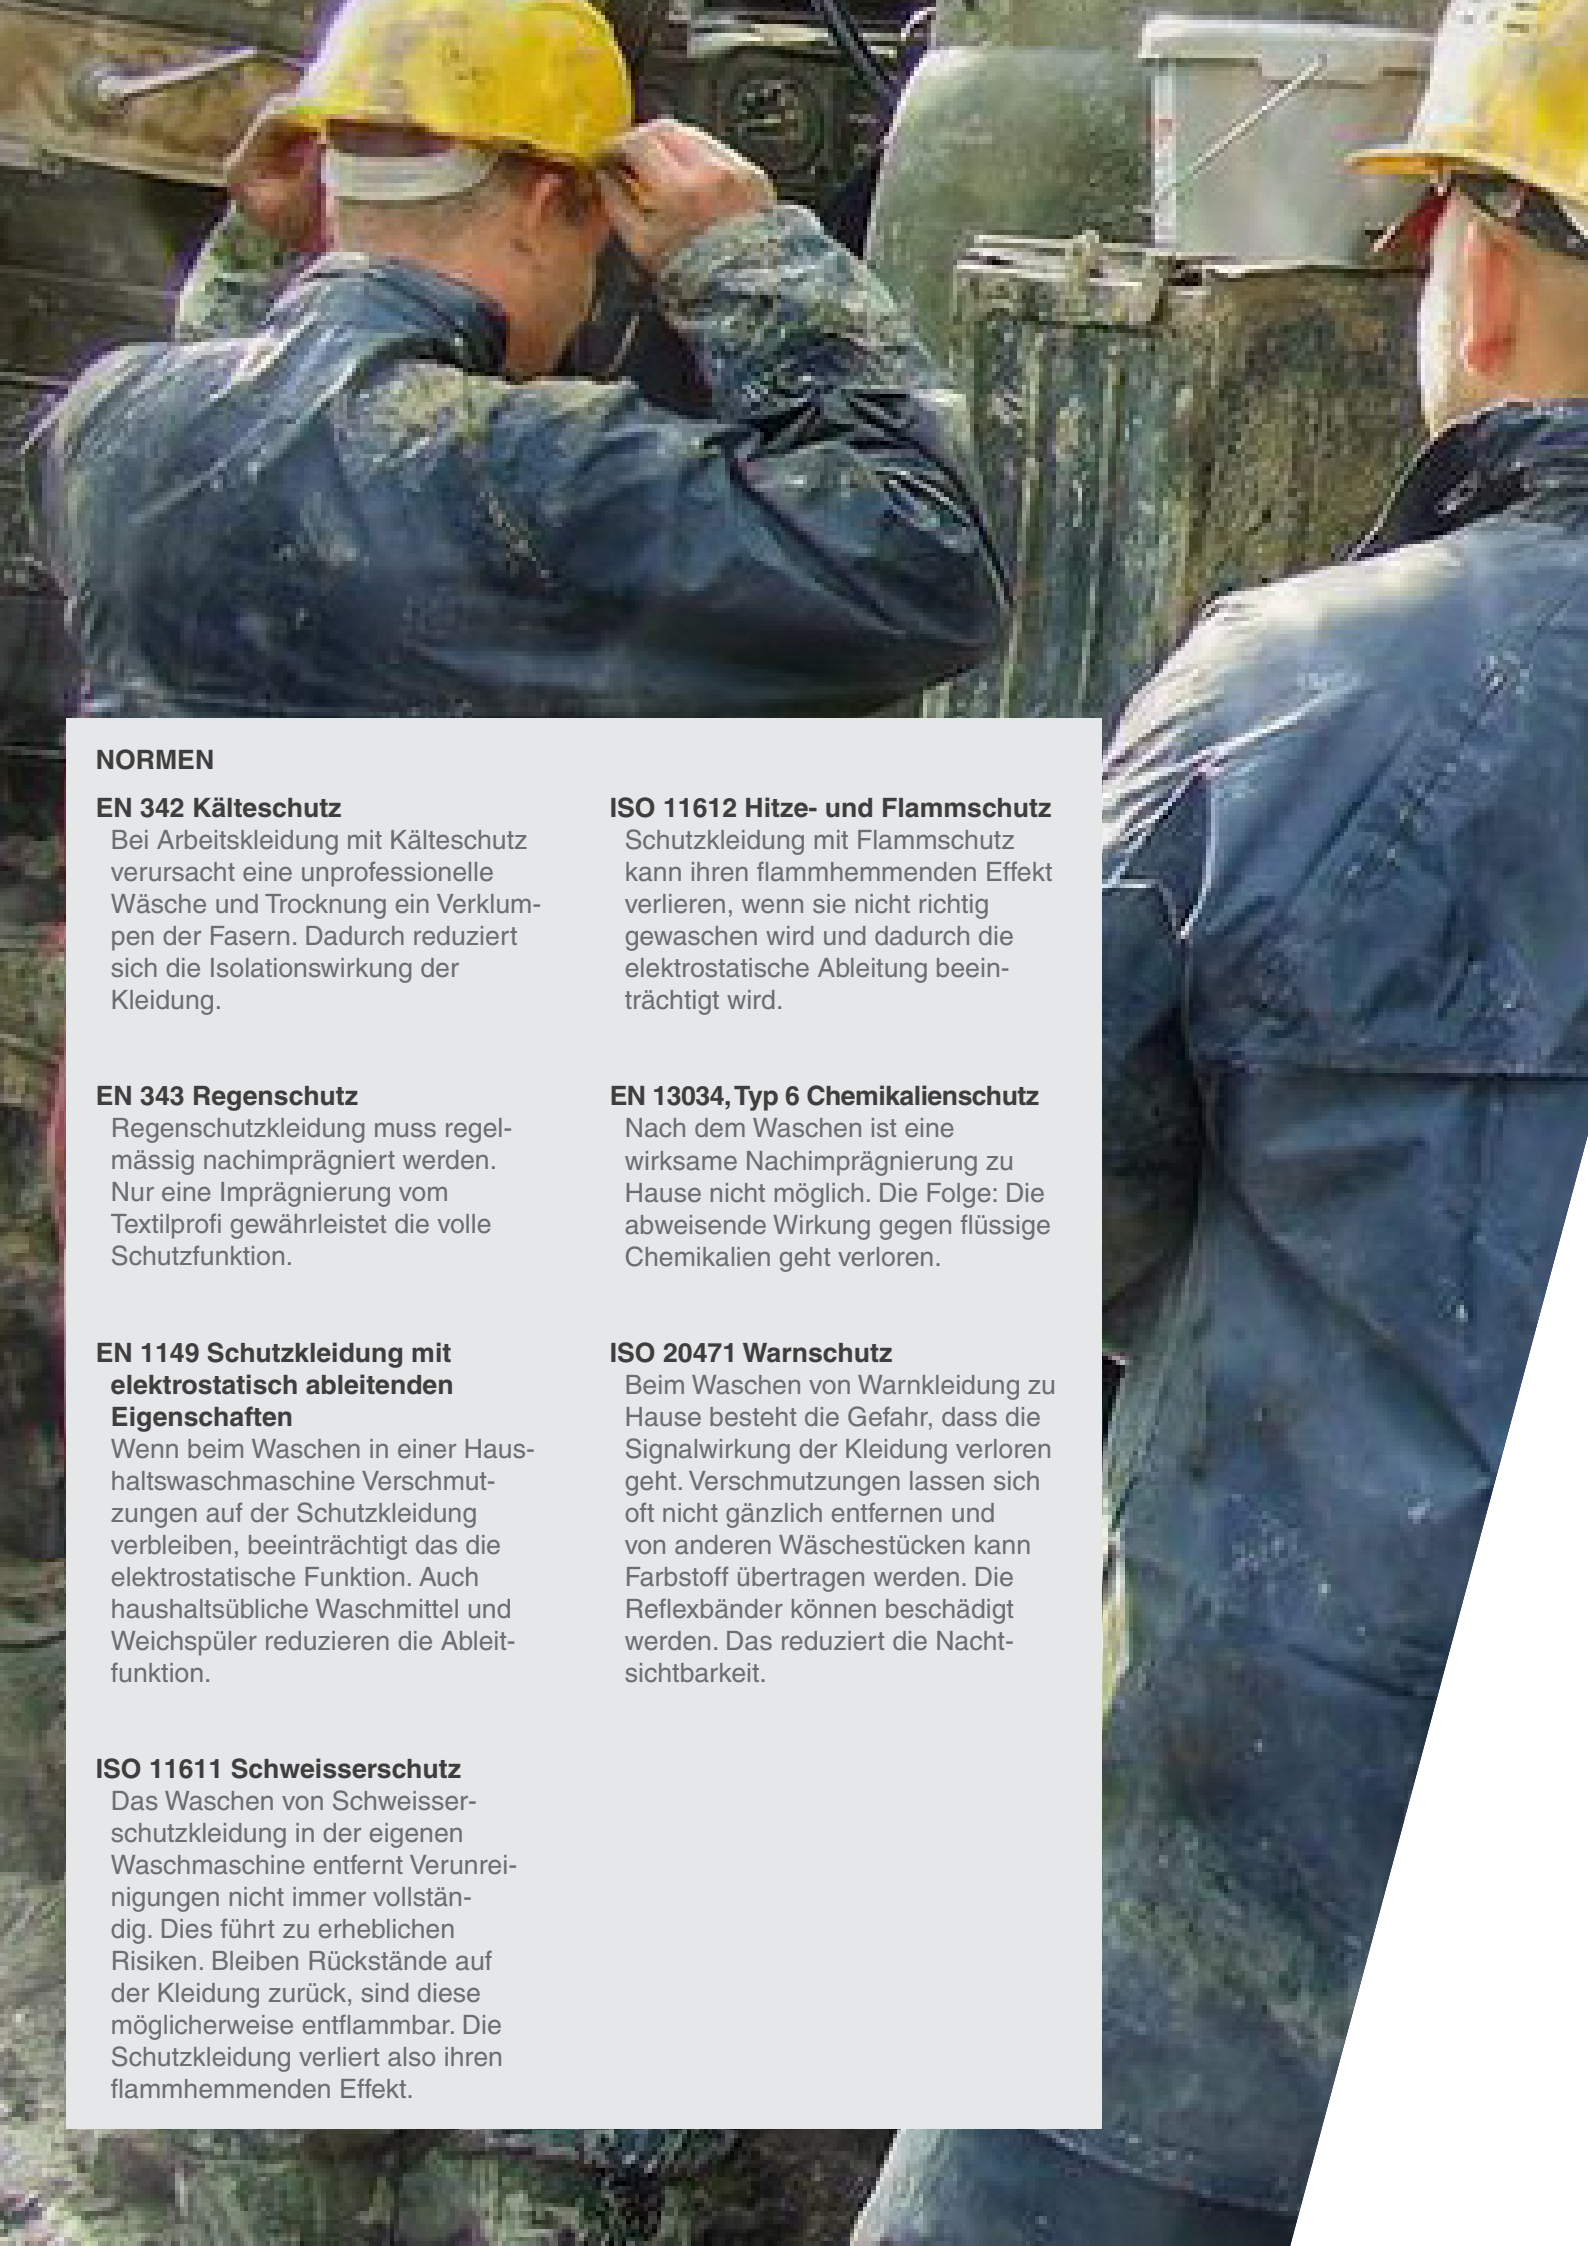 NORMEN
EN 342 Kälteschutz
Bei Arbeitskleidung mit Kälteschutz
verursacht eine unprofessionelle
Wäsche und Trocknung ein Verklum-
pen der Fasern. Dadurch reduziert
sich die Isolationswirkung der
Kleidung.
EN 343 Regenschutz
Regenschutzkleidung muss regel-
mässig nachimprägniert werden.
Nur eine Imprägnierung vom
Textilprofi gewährleistet die volle
Schutzfunktion.
EN 1149 Schutzkleidung mit
elektrostatisch ableitenden
Eigenschaften
Wenn beim Waschen in einer Haus-
haltswaschmaschine Verschmut-
zungen auf der Schutzkleidung
verbleiben, beeinträchtigt das die
elektrostatische Funktion. Auch
haushaltsübliche Waschmittel und
Weichspüler reduzieren die Ableit-
funktion.
ISO 11611 Schweisserschutz
Das Waschen von Schweisser-
schutzkleidung in der eigenen
Waschmaschine entfernt Verunrei-
nigungen nicht immer vollstän-
dig. Dies führt zu erheblichen
Risiken. Bleiben Rückstände auf
der Kleidung zurück, sind diese
möglicherweise entflammbar. Die
Schutzkleidung verliert also ihren
flammhemmenden Effekt.
ISO 11612 Hitze- und Flammschutz
Schutzkleidung mit Flammschutz
kann ihren flammhemmenden Effekt
verlieren, wenn sie nicht richtig
gewaschen wird und dadurch die
elektrostatische Ableitung beein-
trächtigt wird.
EN 13034, Typ 6 Chemikalienschutz
Nach dem Waschen ist eine
wirksame Nachimprägnierung zu
Hause nicht möglich. Die Folge: Die
abweisende Wirkung gegen flüssige
Chemikalien geht verloren.
ISO 20471 Warnschutz
Beim Waschen von Warnkleidung zu
Hause besteht die Gefahr, dass die
Signalwirkung der Kleidung verloren
geht. Verschmutzungen lassen sich
oft nicht gänzlich entfernen und
von anderen Wäschestücken kann
Farbstoff übertragen werden. Die
Reflexbänder können beschädigt
werden. Das reduziert die Nacht-
sichtbarkeit.